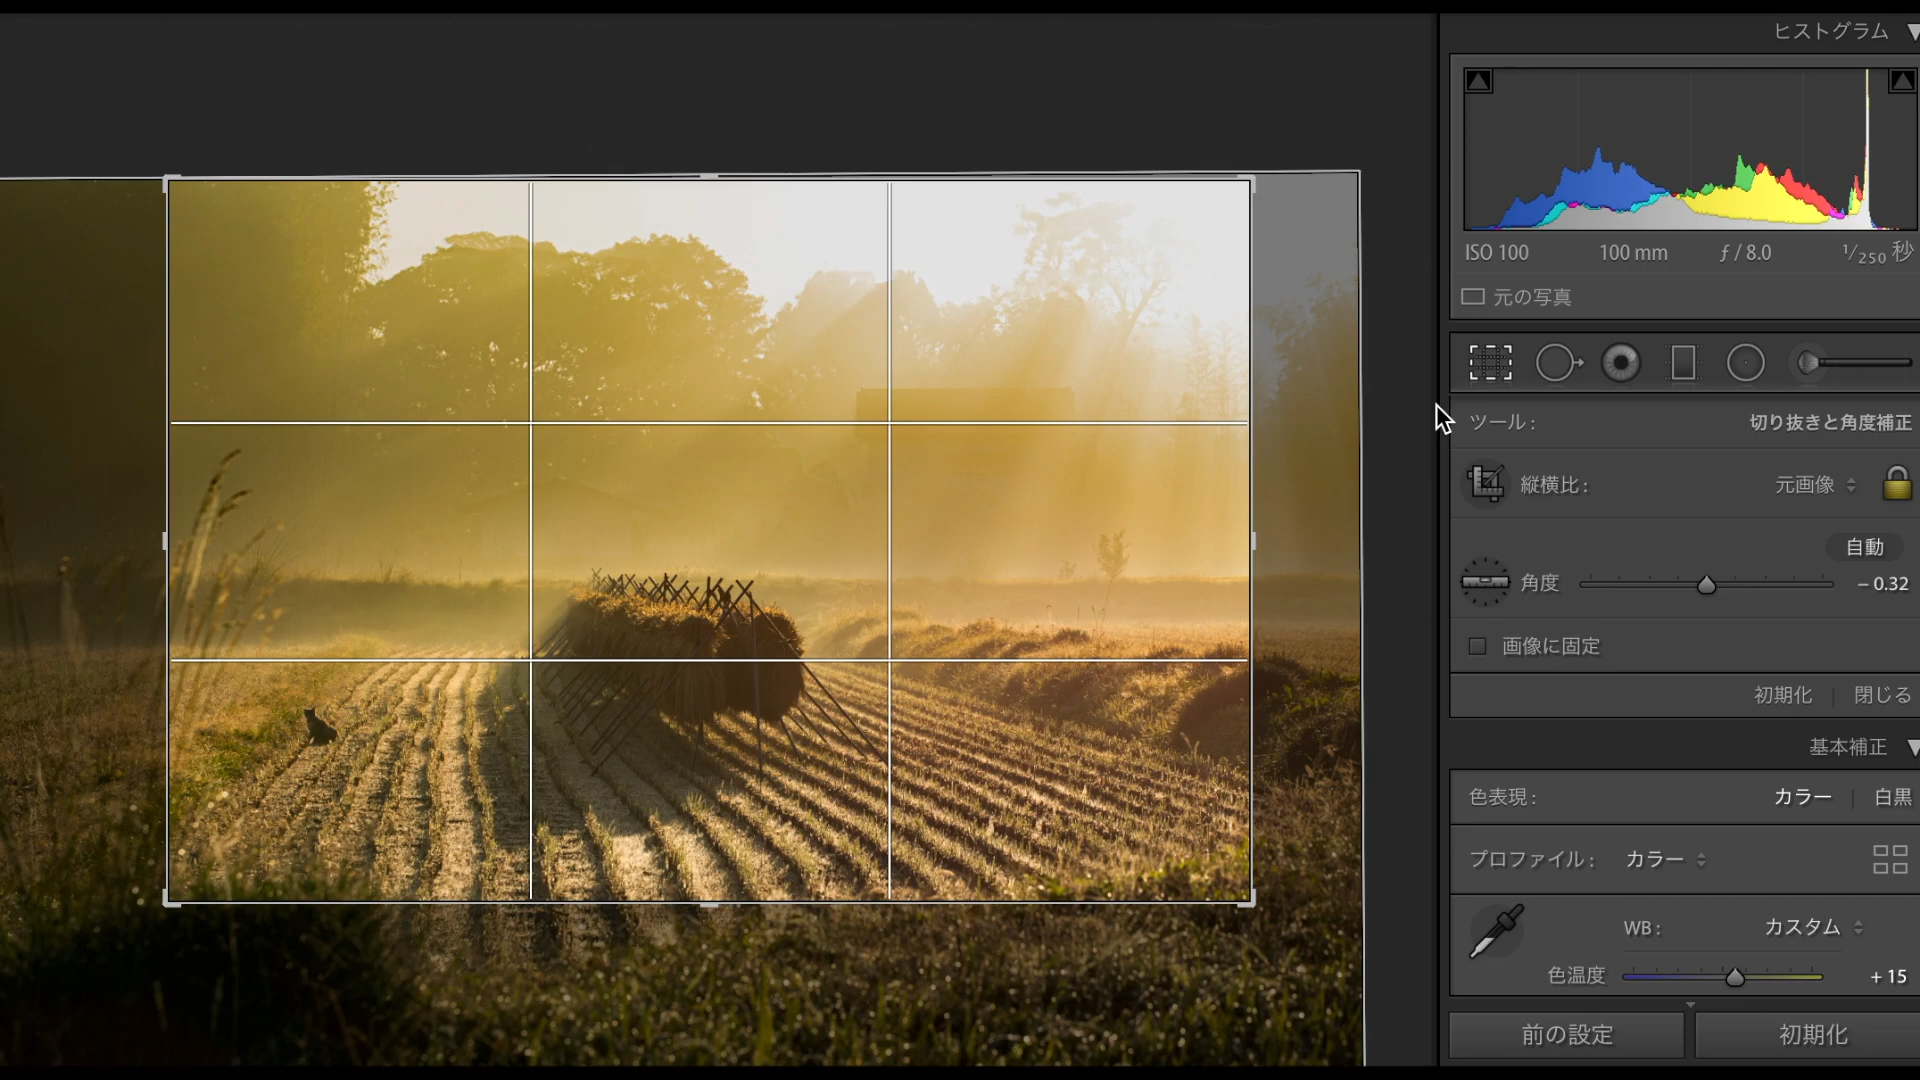 ヒストグラム
ISO 100 100 mm ƒ / 8.0 1/250 秒
元の写真
ツール : 切り抜きと角度補正
縦横比 : 元画像
自動
角度 − 0.32
画像に固定
初期化 閉じる
基本補正
色表現 : カラー 白黒
プロファイル : カラー
WB : カスタム
色温度 + 15
前の設定 初期化